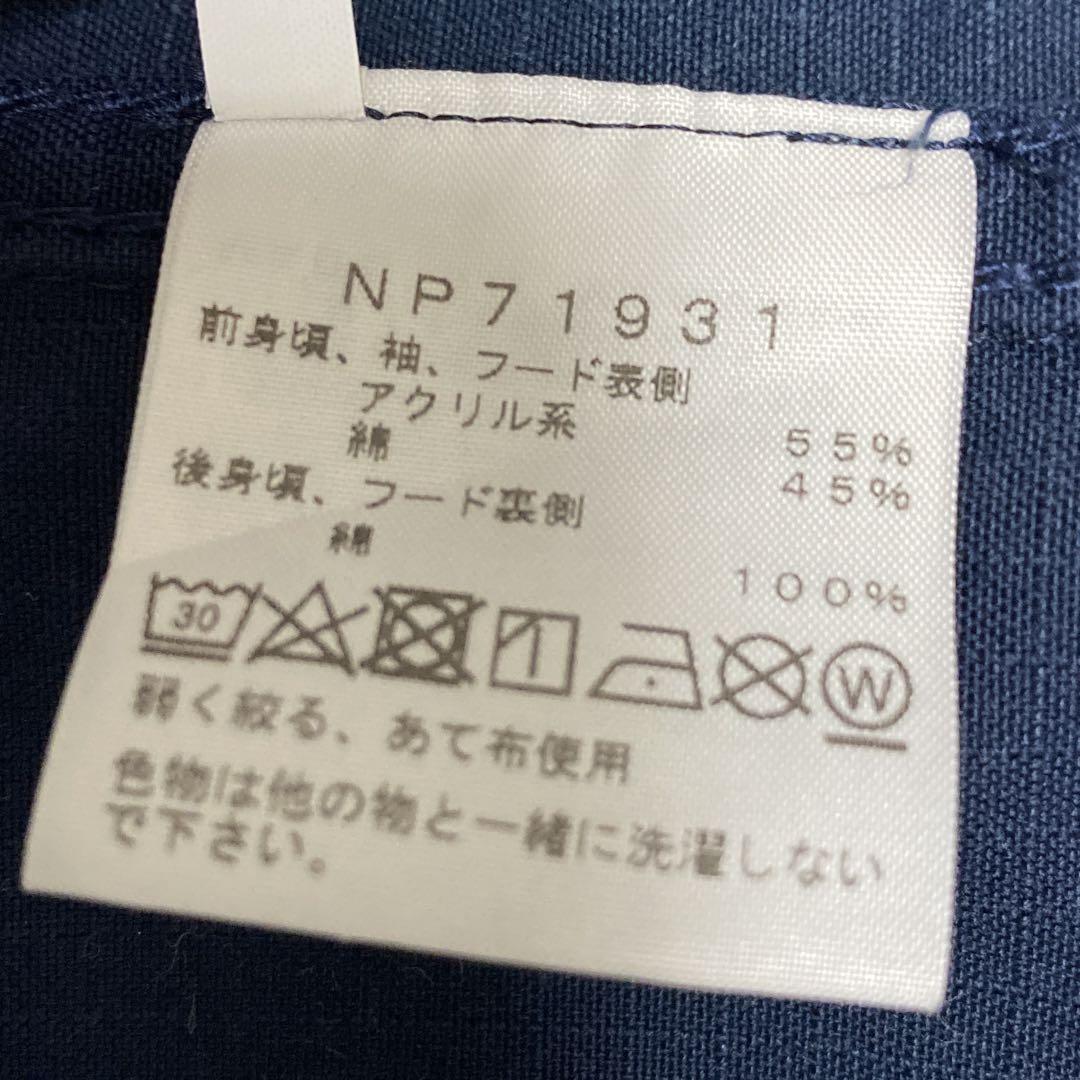 NP71931
前身頃、袖、フード表側
アクリル系 55%
綿 45%
後身頃、フード裏側
綿 100%
30 W
弱く絞る、あて布使用
色物は他の物と一緒に洗濯しない
で下さい。